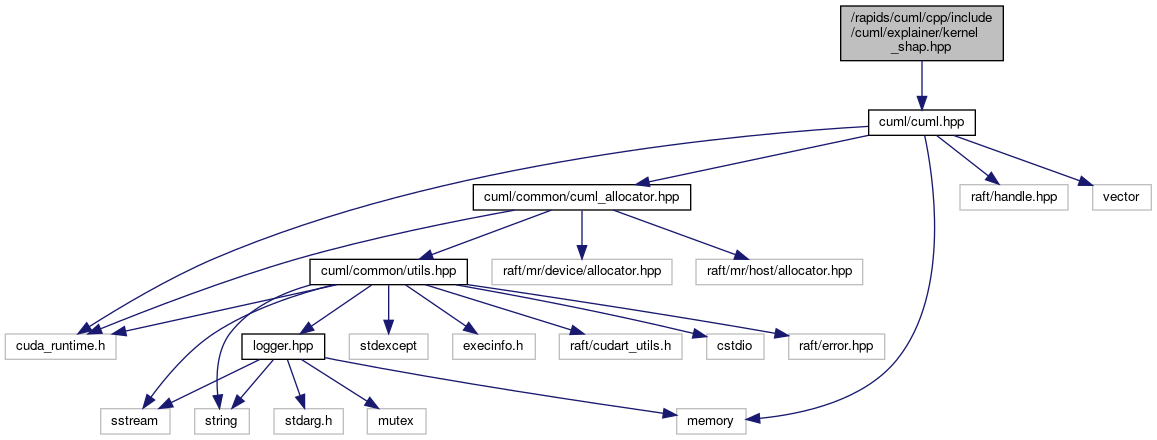 /rapids/cuml/cpp/include
/cuml/explainer/kernel
_shap.hpp
cuml/cuml.hpp
cuml/common/cuml_allocator.hpp
raft/handle.hpp
vector
cuml/common/utils.hpp
raft/mr/device/allocator.hpp
raft/mr/host/allocator.hpp
cuda_runtime.h
logger.hpp
stdexcept
execinfo.h
raft/cudart_utils.h
cstdio
raft/error.hpp
sstream
string
stdarg.h
mutex
memory